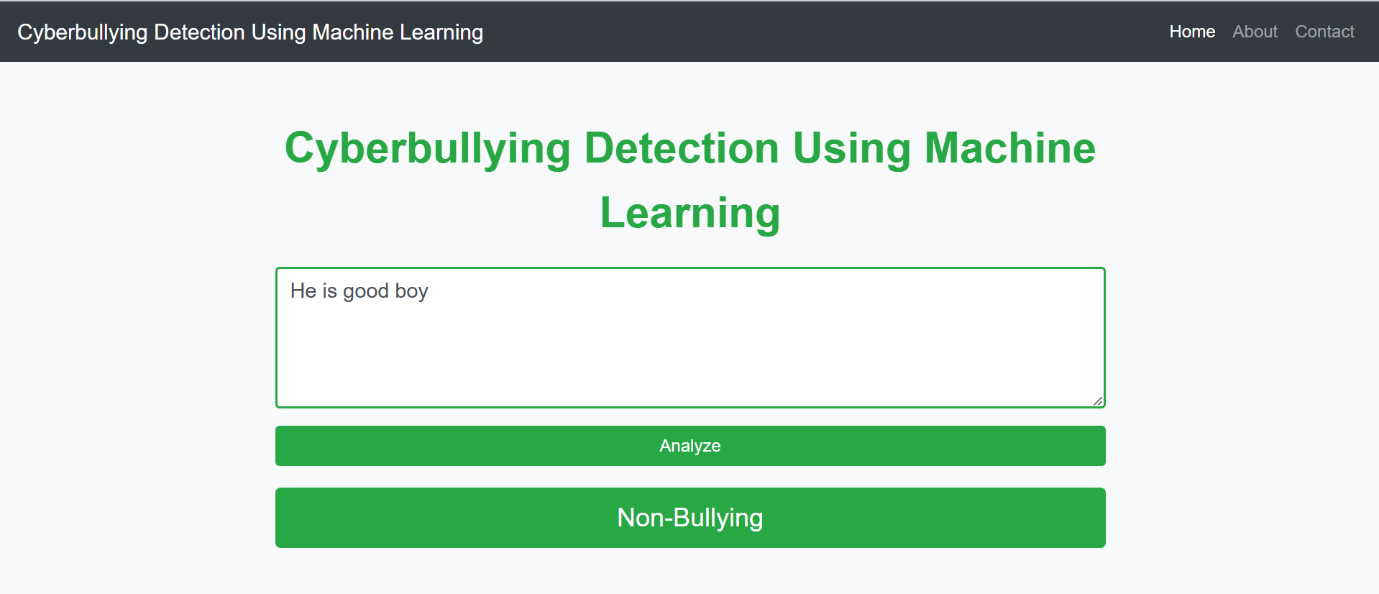 Cyberbullying Detection Using Machine Learning
Home About Contact
Cyberbullying Detection Using Machine
Learning
He is good boy
Analyze
Non-Bullying